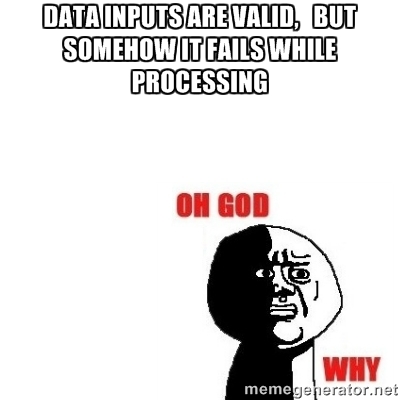 DATA INPUTS ARE VALID, BUT
SOMEHOW IT FAILS WHILE
PROCESSING
OH GOD
WHY
memegenerator.net